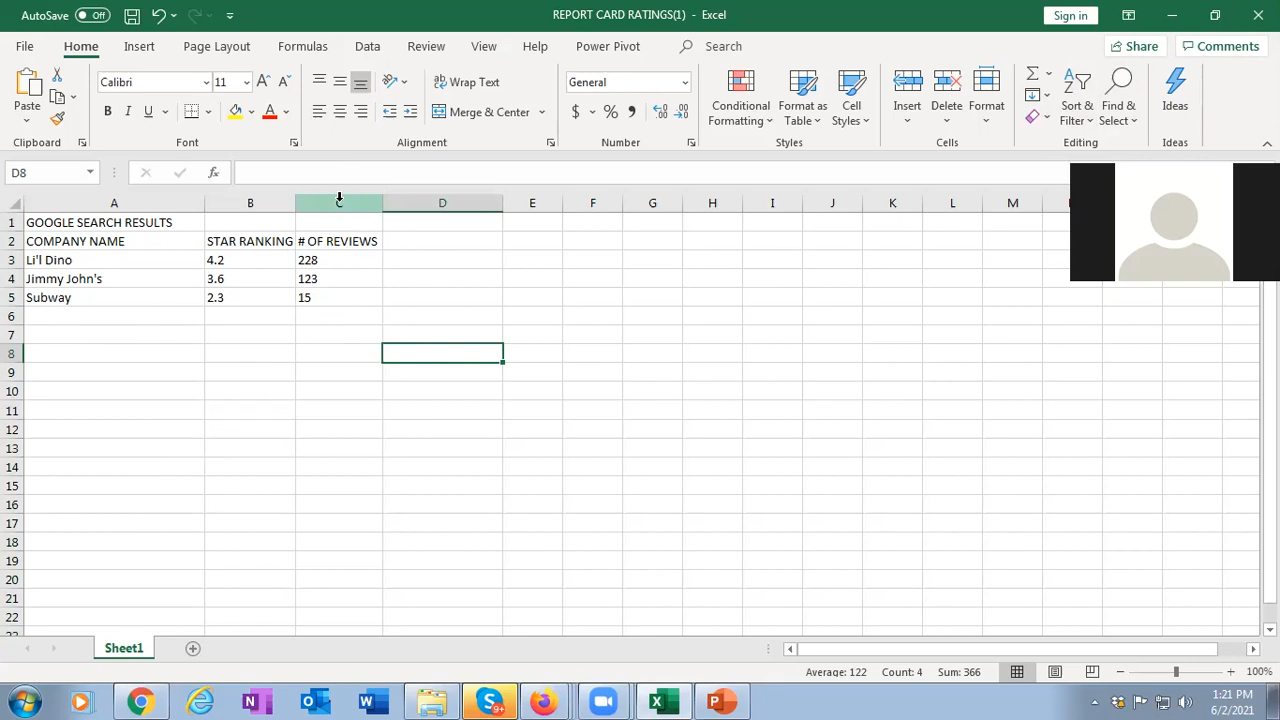 AutoSave Off REPORT CARD RATINGS(1) - Excel Sign in
File Home Insert Page Layout Formulas Data Review View Help Power Pivot Search Share Comments
Calibri 11 Wrap Text General
Paste Merge & Center $ % , Conditional Formatting Format as Table Cell Styles Insert Delete Format Sort & Filter Find & Select Ideas
Clipboard Font Alignment Number Styles Cells Editing Ideas
D8 fx
A B C D E F G H I J K L M
1 GOOGLE SEARCH RESULTS
2 COMPANY NAME STAR RANKING # OF REVIEWS
3 Li'l Dino 4.2 228
4 Jimmy John's 3.6 123
5 Subway 2.3 15
6
7
8
9
10
11
12
13
14
15
16
17
18
19
20
21
22
23
Sheet1
Average: 122 Count: 4 Sum: 366 100%
1:21 PM
6/2/2021